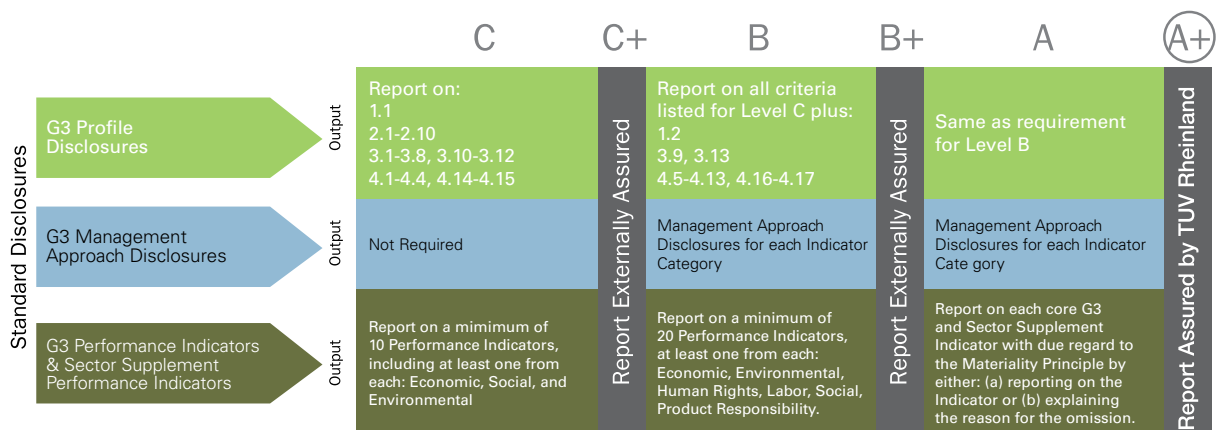 C
C+
B
B+
A
A+
Standard Disclosures
G3 Profile
Disclosures
Output
Report on:
1.1
2.1-2.10
3.1-3.8, 3.10-3.12
4.1-4.4, 4.14-4.15
Report Externally Assured
Report on all criteria
listed for Level C plus:
1.2
3.9, 3.13
4.5-4.13, 4.16-4.17
Report Externally Assured
Same as requirement
for Level B
Report Assured by TUV Rheinland
G3 Management
Approach Disclosures
Output
Not Required
Management Approach
Disclosures for each Indicator
Category
Management Approach
Disclosures for each Indicator
Cate gory
G3 Performance Indicators
& Sector Supplement
Performance Indicators
Output
Report on a mimimum of
10 Performance Indicators,
including at least one from
each: Economic, Social, and
Environmental
Report on a minimum of
20 Performance Indicators,
at least one from each:
Economic, Environmental,
Human Rights, Labor, Social,
Product Responsibility.
Report on each core G3
and Sector Supplement
Indicator with due regard to
the Materiality Principle by
either: (a) reporting on the
Indicator or (b) explaining
the reason for the omission.